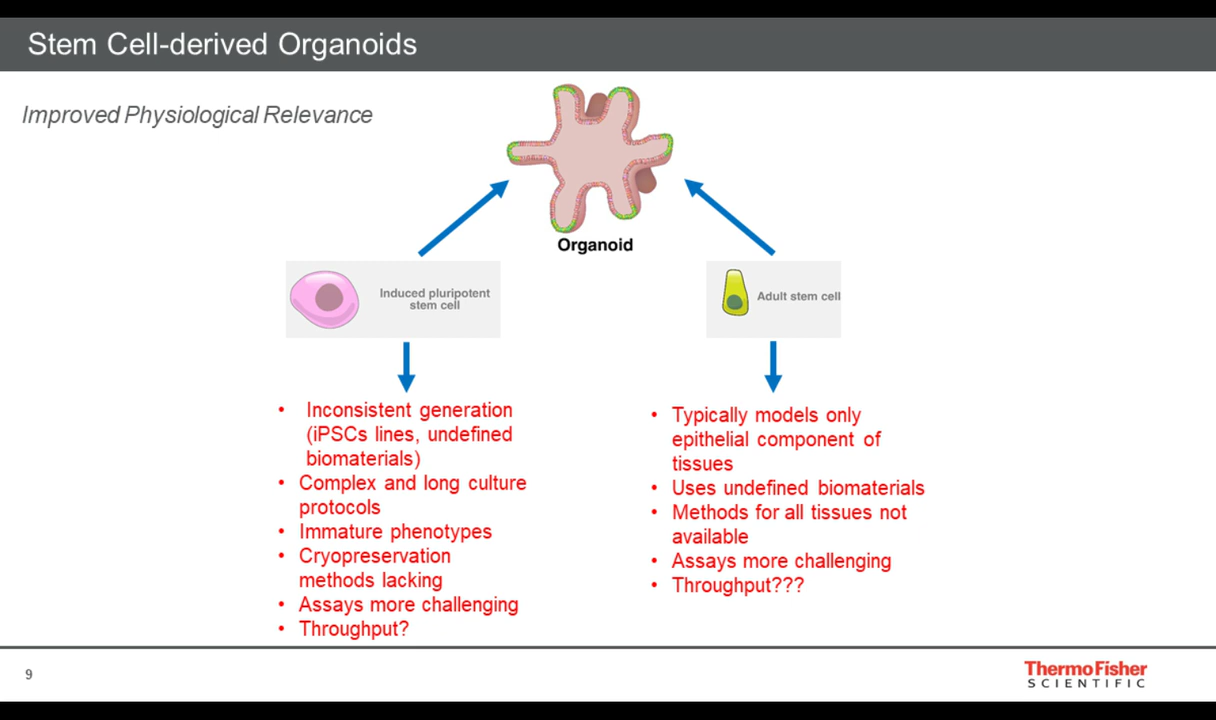 Stem Cell-derived Organoids
Improved Physiological Relevance
Organoid
Induced pluripotent
stem cell
Adult stem cell
• Inconsistent generation
(iPSCs lines, undefined
biomaterials)
• Complex and long culture
protocols
• Immature phenotypes
• Cryopreservation
methods lacking
• Assays more challenging
• Throughput?
• Typically models only
epithelial component of
tissues
• Uses undefined biomaterials
• Methods for all tissues not
available
• Assays more challenging
• Throughput???
9
ThermoFisher
SCIENTIFIC